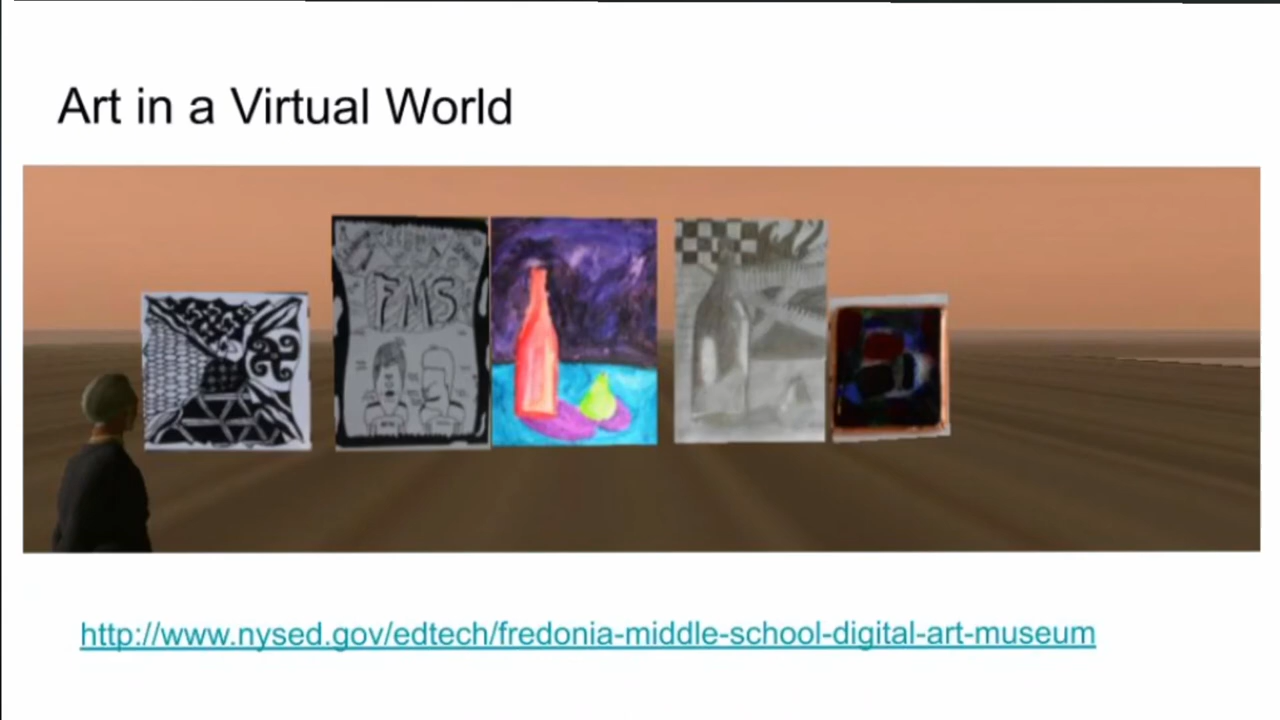 Art in a Virtual World
FMS
http://www.nysed.gov/edtech/fredonia-middle-school-digital-art-museum